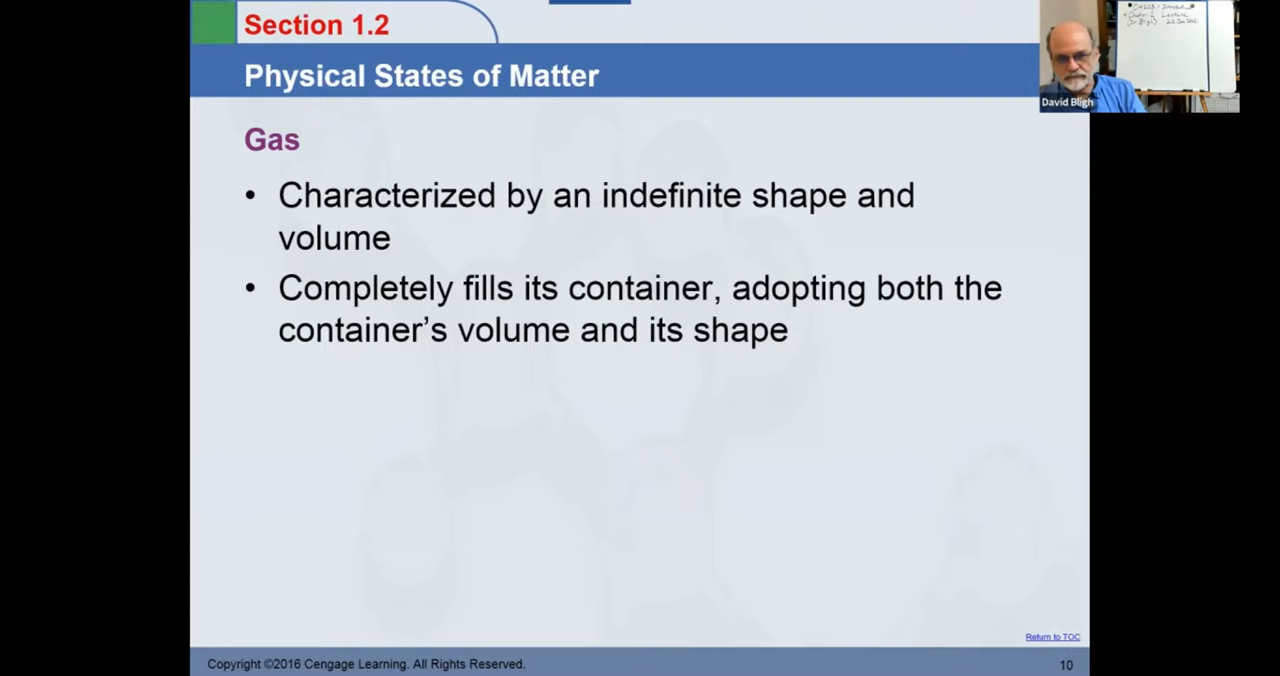 Section 1.2
Physical States of Matter
Gas
• Characterized by an indefinite shape and
volume
• Completely fills its container, adopting both the
container's volume and its shape
Return to TOC
Copyright ©2016 Cengage Learning. All Rights Reserved.
10
Lecture
David Bligh